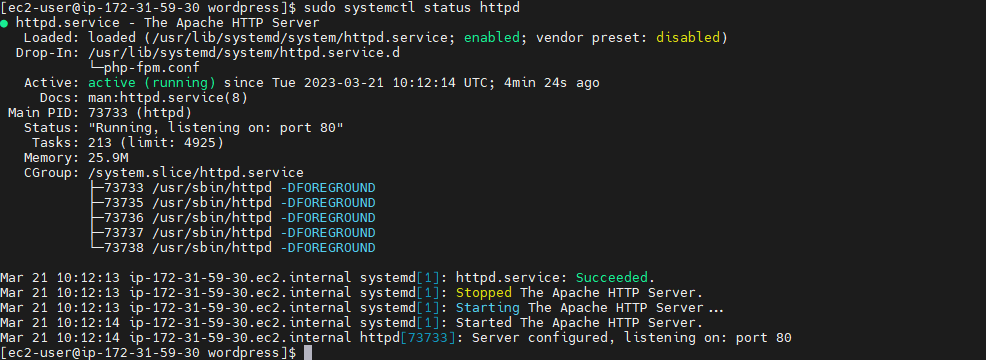 [ec2-user@ip-172-31-59-30 wordpress]$ sudo systemctl status httpd
● httpd.service - The Apache HTTP Server
   Loaded: loaded (/usr/lib/systemd/system/httpd.service; enabled; vendor preset: disabled)
  Drop-In: /usr/lib/systemd/system/httpd.service.d
           └─php-fpm.conf
   Active: active (running) since Tue 2023-03-21 10:12:14 UTC; 4min 24s ago
     Docs: man:httpd.service(8)
 Main PID: 73733 (httpd)
   Status: "Running, listening on: port 80"
    Tasks: 213 (limit: 4925)
   Memory: 25.9M
   CGroup: /system.slice/httpd.service
           ├─73733 /usr/sbin/httpd -DFOREGROUND
           ├─73735 /usr/sbin/httpd -DFOREGROUND
           ├─73736 /usr/sbin/httpd -DFOREGROUND
           ├─73737 /usr/sbin/httpd -DFOREGROUND
           └─73738 /usr/sbin/httpd -DFOREGROUND

Mar 21 10:12:13 ip-172-31-59-30.ec2.internal systemd[1]: httpd.service: Succeeded.
Mar 21 10:12:13 ip-172-31-59-30.ec2.internal systemd[1]: Stopped The Apache HTTP Server.
Mar 21 10:12:13 ip-172-31-59-30.ec2.internal systemd[1]: Starting The Apache HTTP Server...
Mar 21 10:12:14 ip-172-31-59-30.ec2.internal systemd[1]: Started The Apache HTTP Server.
Mar 21 10:12:14 ip-172-31-59-30.ec2.internal httpd[73733]: Server configured, listening on: port 80
[ec2-user@ip-172-31-59-30 wordpress]$